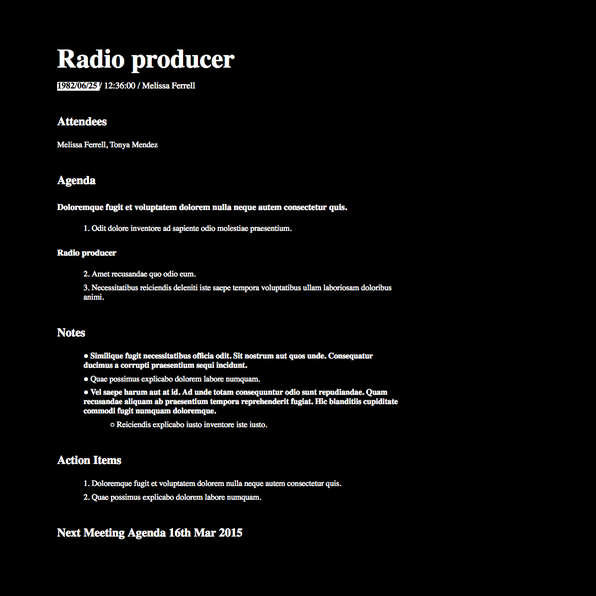 Radio producer
1982/06/25 / 12:36:00 / Melissa Ferrell
Attendees
Melissa Ferrell, Tonya Mendez
Agenda
Doloremque fugit et voluptatem dolorem nulla neque autem consectetur quis.
1. Odit dolore inventore ad sapiente odio molestiae praesentium.
Radio producer
2. Amet recusandae quo odio eum.
3. Necessitatibus reiciendis deleniti iste saepe tempora voluptatibus ullam laboriosam doloribus
animi.
Notes
● Similique fugit necessitatibus officia odit. Sit nostrum aut quos unde. Consequatur
ducimus a corrupti praesentium sequi incidunt.
● Quae possimus explicabo dolorem labore numquam.
● Vel saepe harum aut at id. Ad unde totam consequuntur odio sunt repudiandae. Quam
recusandae aliquam ab praesentium tempora reprehenderit fugiat. Hic blanditiis cupiditate
commodi fugit numquam doloremque.
○ Reiciendis explicabo iusto inventore iste iusto.
Action Items
1. Doloremque fugit et voluptatem dolorem nulla neque autem consectetur quis.
2. Quae possimus explicabo dolorem labore numquam.
Next Meeting Agenda 16th Mar 2015